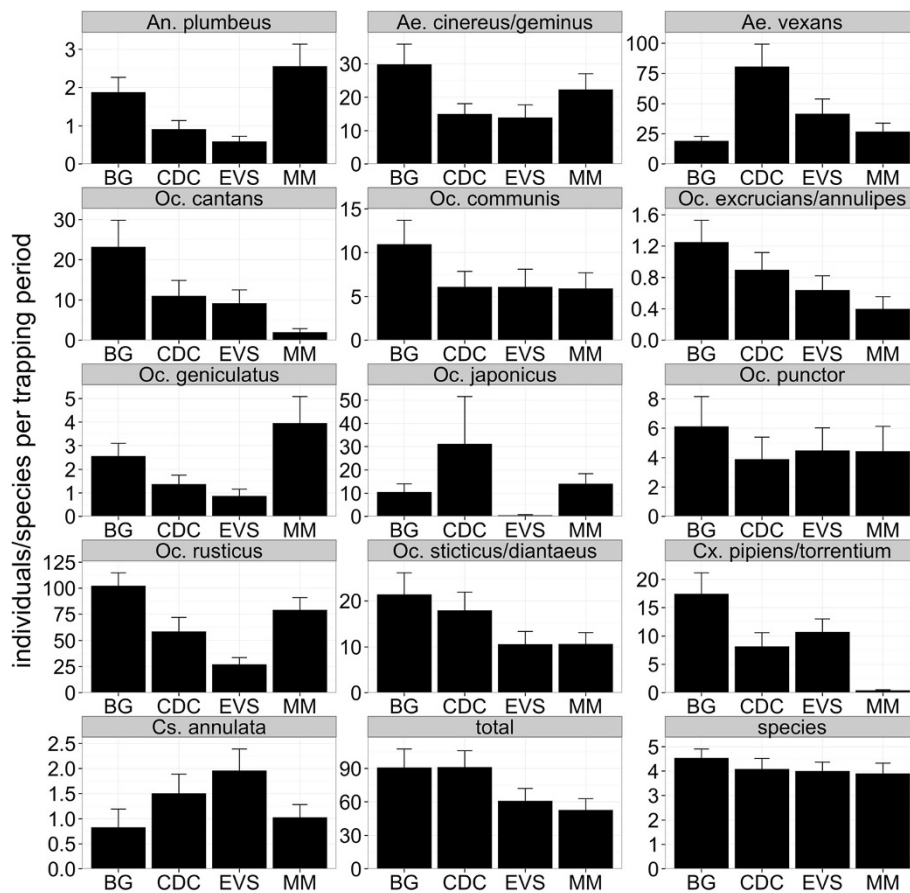 individuals/species per trapping period
An. plumbeus
3
2
1
0
BG CDC EVS MM
Ae. cinereus/geminus
30
20
10
0
BG CDC EVS MM
Ae. vexans
100
75
50
25
0
BG CDC EVS MM
Oc. cantans
30
20
10
0
BG CDC EVS MM
Oc. communis
15
10
5
0
BG CDC EVS MM
Oc. excrucians/annulipes
1.6
1.2
0.8
0.4
0.0
BG CDC EVS MM
Oc. geniculatus
5
4
3
2
1
0
BG CDC EVS MM
Oc. japonicus
50
40
30
20
10
0
BG CDC EVS MM
Oc. punctor
8
6
4
2
0
BG CDC EVS MM
Oc. rusticus
125
100
75
50
25
0
BG CDC EVS MM
Oc. sticticus/diantaeus
20
10
0
BG CDC EVS MM
Cx. pipiens/torrentium
20
15
10
5
0
BG CDC EVS MM
Cs. annulata
2.5
2.0
1.5
1.0
0.5
0.0
BG CDC EVS MM
total
90
60
30
0
BG CDC EVS MM
species
5
4
3
2
1
0
BG CDC EVS MM